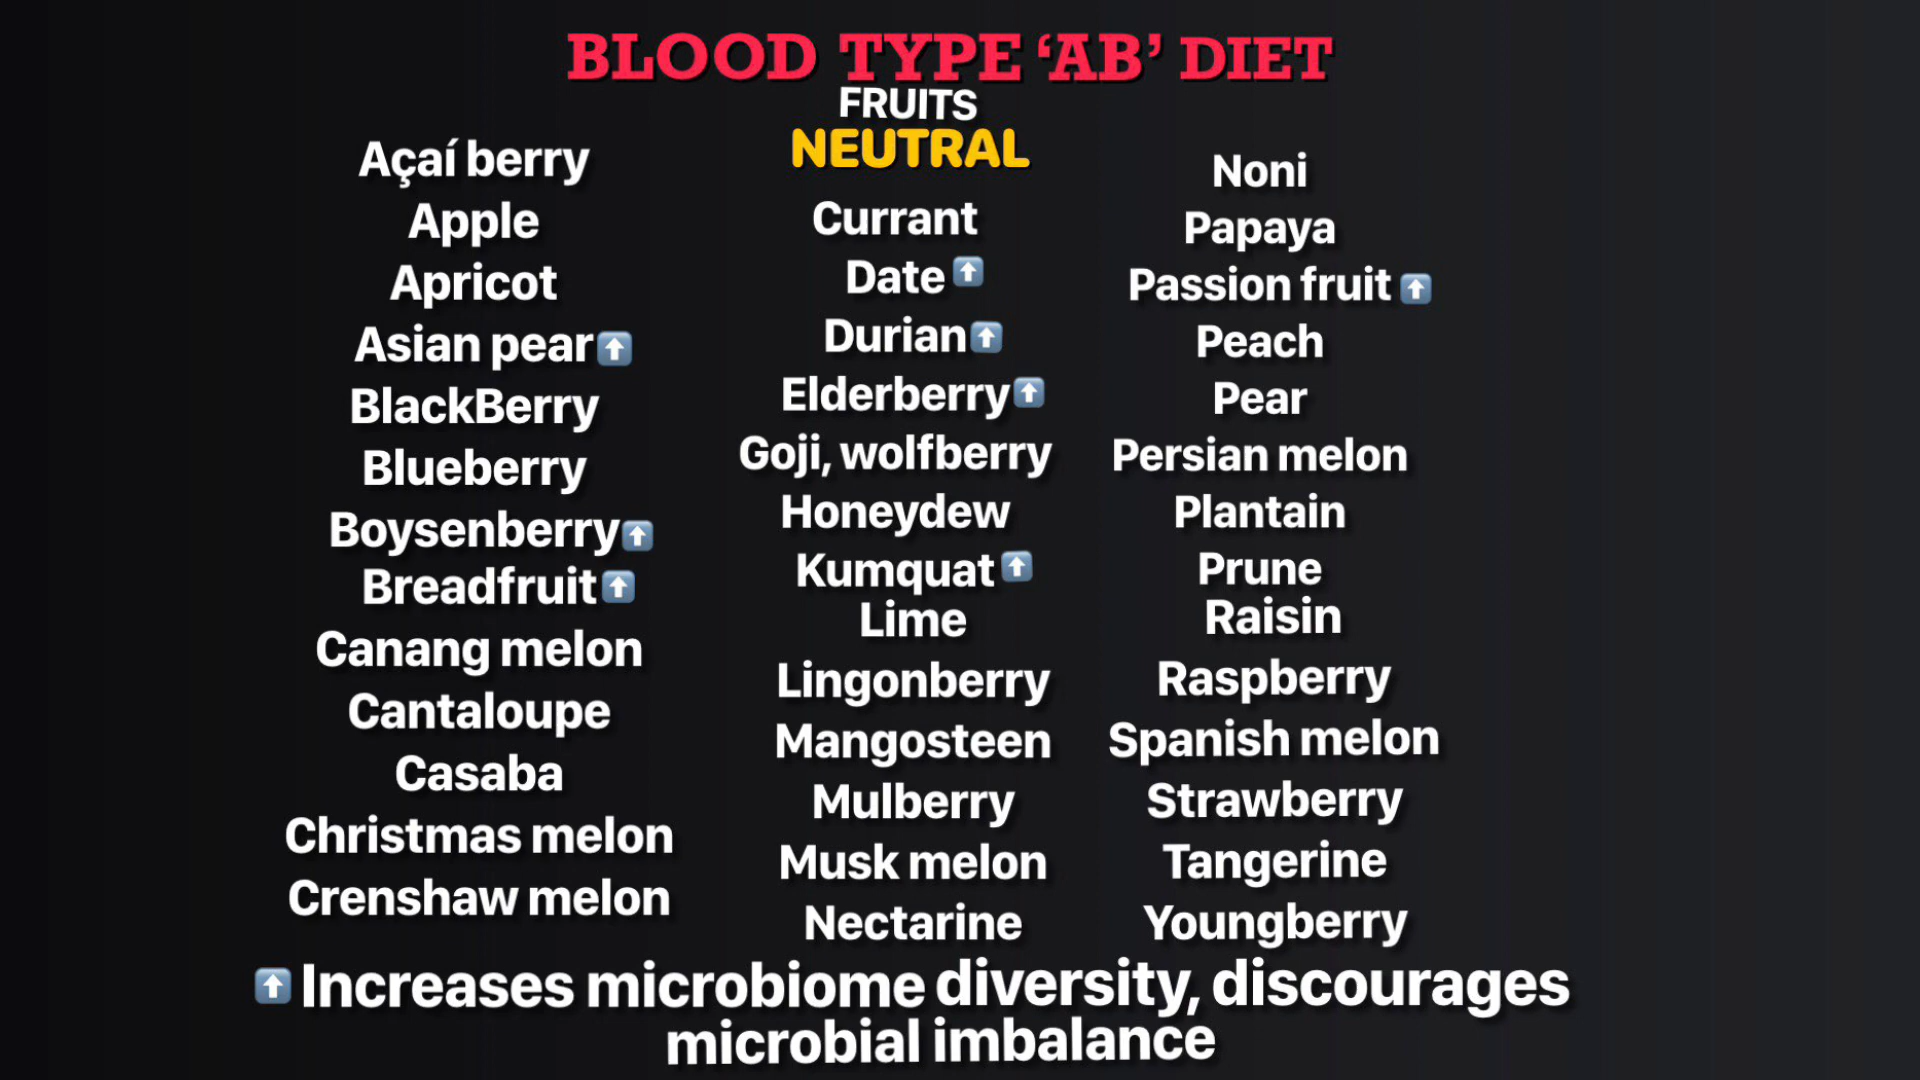 BLOOD TYPE ‘AB’ DIET
FRUITS
NEUTRAL
Açaí berry
Apple
Apricot
Asian pear⬆️
BlackBerry
Blueberry
Boysenberry⬆️
Breadfruit⬆️
Canang melon
Cantaloupe
Casaba
Christmas melon
Crenshaw melon
Currant
Date⬆️
Durian⬆️
Elderberry⬆️
Goji, wolfberry
Honeydew
Kumquat⬆️
Lime
Lingonberry
Mangosteen
Mulberry
Musk melon
Nectarine
Noni
Papaya
Passion fruit⬆️
Peach
Pear
Persian melon
Plantain
Prune
Raisin
Raspberry
Spanish melon
Strawberry
Tangerine
Youngberry
⬆️Increases microbiome diversity, discourages
microbial imbalance